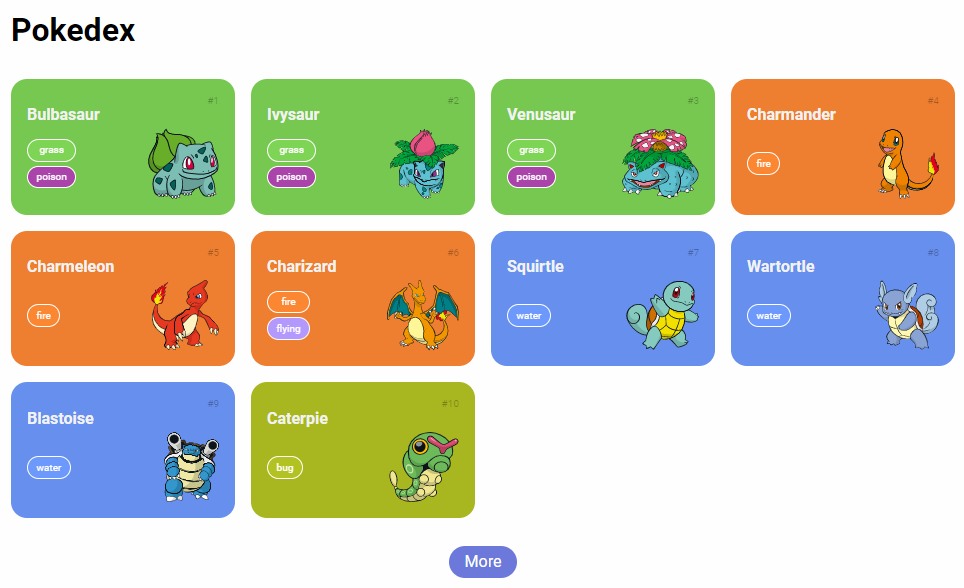 Pokedex
#1
Bulbasaur
grass
poison
#2
Ivysaur
grass
poison
#3
Venusaur
grass
poison
#4
Charmander
fire
#5
Charmeleon
fire
#6
Charizard
fire
flying
#7
Squirtle
water
#8
Wartortle
water
#9
Blastoise
water
#10
Caterpie
bug
More